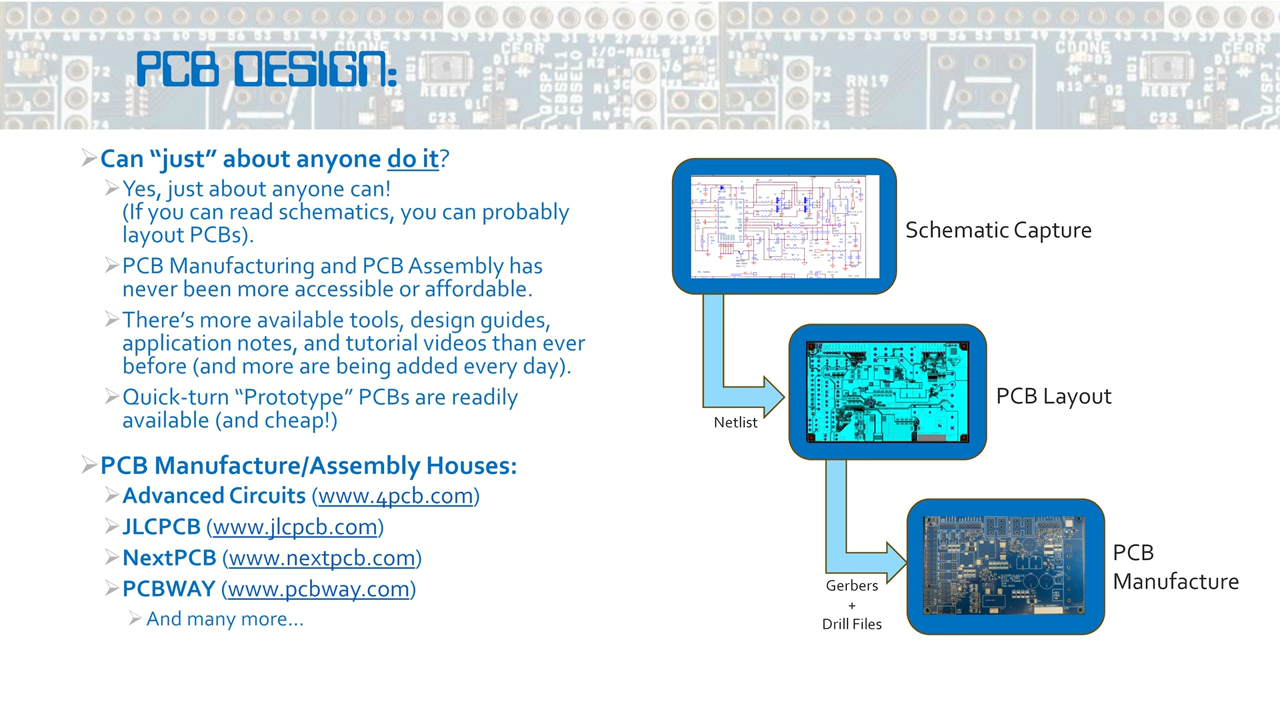 PCB DESIGN:
Can “just” about anyone do it?
Yes, just about anyone can!
(If you can read schematics, you can probably
layout PCBs).
PCB Manufacturing and PCB Assembly has
never been more accessible or affordable.
There’s more available tools, design guides,
application notes, and tutorial videos than ever
before (and more are being added every day).
Quick-turn “Prototype” PCBs are readily
available (and cheap!)
PCB Manufacture/Assembly Houses:
Advanced Circuits (www.4pcb.com)
JLCPCB (www.jlcpcb.com)
NextPCB (www.nextpcb.com)
PCBWAY (www.pcbway.com)
And many more…
Schematic Capture
Netlist
PCB Layout
Gerbers
+
Drill Files
PCB
Manufacture